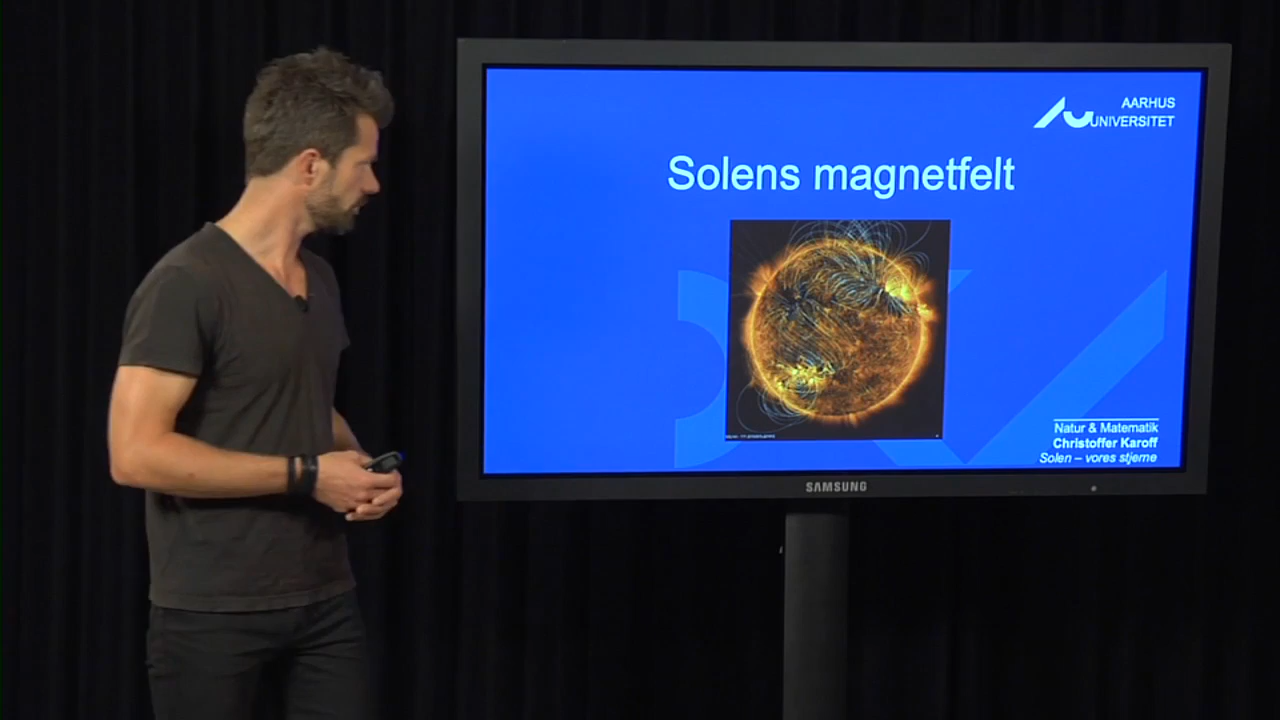 AARHUS
UNIVERSITET
Solens magnetfelt
Natur & Matematik
Christoffer Karoff
Solen – vores stjerne
SAMSUNG